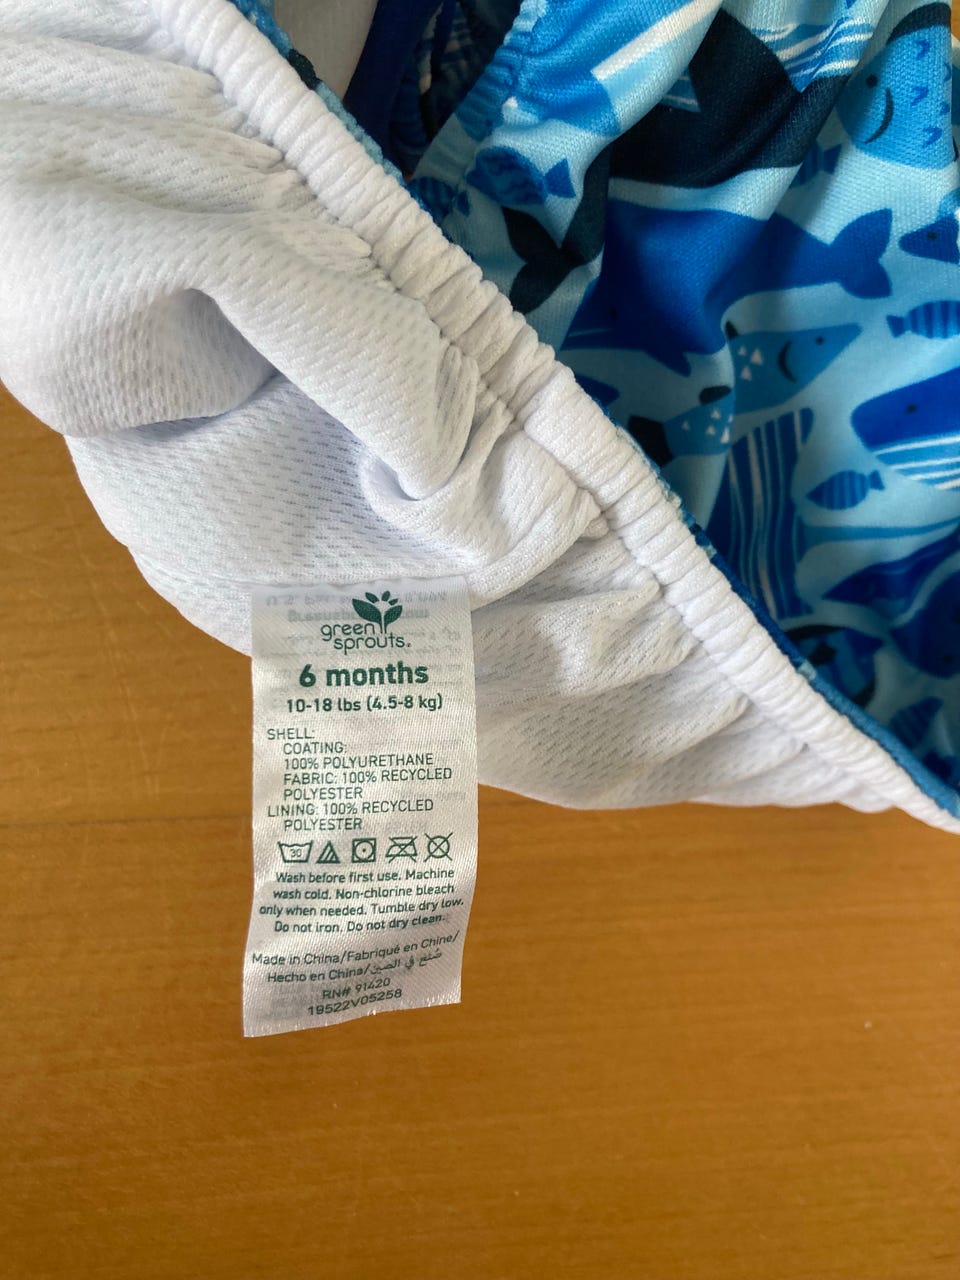 green
sprouts.
6 months
10-18 lbs (4.5-8 kg)
SHELL:
COATING:
100% POLYURETHANE
FABRIC: 100% RECYCLED
POLYESTER
LINING: 100% RECYCLED
POLYESTER
30
Wash before first use. Machine
wash cold. Non-chlorine bleach
only when needed. Tumble dry low.
Do not iron. Do not dry clean.
Made in China/Fabriqué en Chine/
Hecho en China/صُنع في الصين
RN# 91420
19522V05258